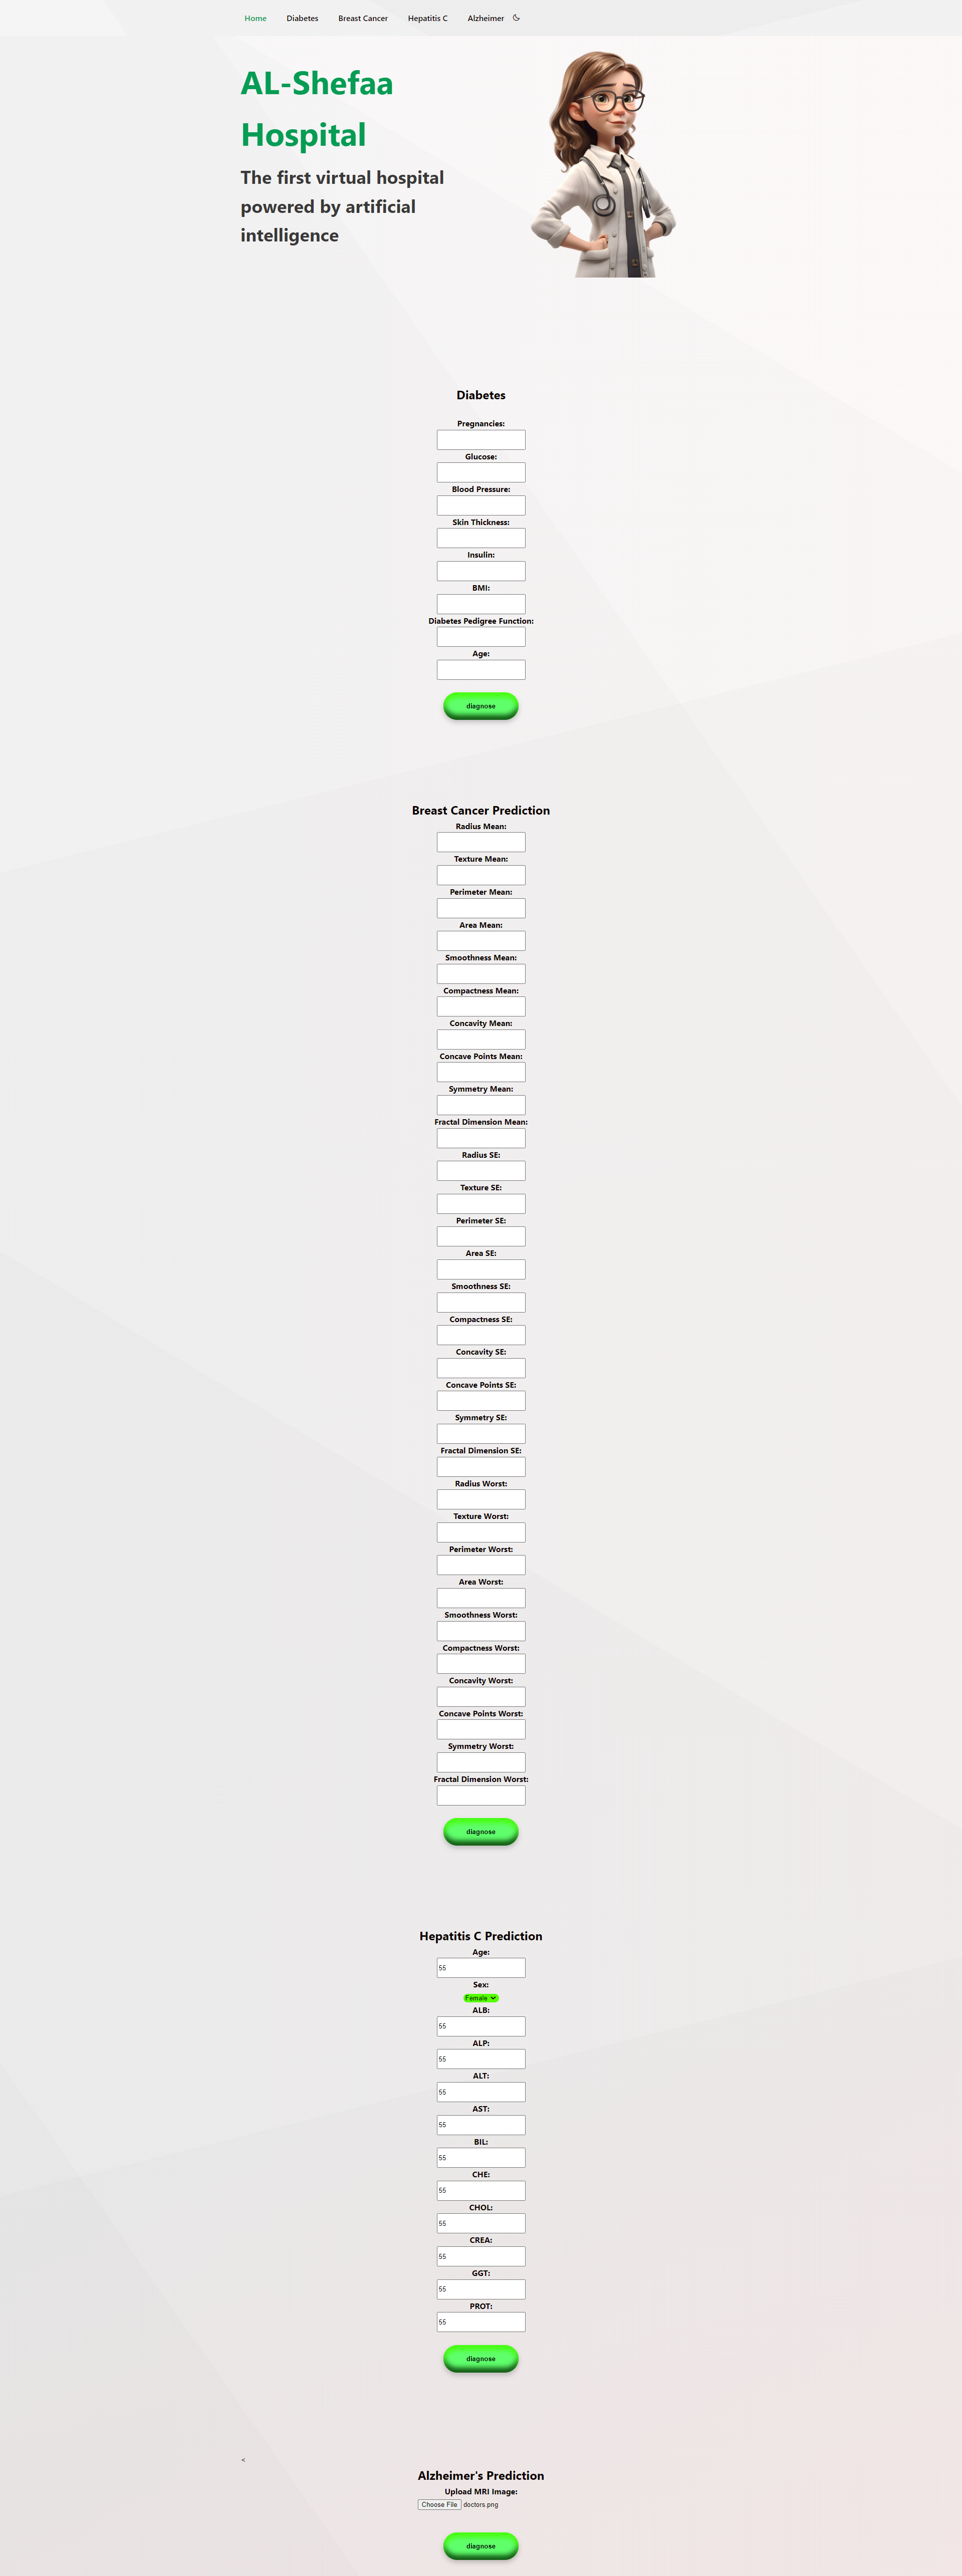 Home Diabetes Breast Cancer Hepatitis C Alzheimer
AL-Shefaa
Hospital
The first virtual hospital
powered by artificial
intelligence
Diabetes
Pregnancies:
Glucose:
Blood Pressure:
Skin Thickness:
Insulin:
BMI:
Diabetes Pedigree Function:
Age:
diagnose
Breast Cancer Prediction
Radius Mean:
Texture Mean:
Perimeter Mean:
Area Mean:
Smoothness Mean:
Compactness Mean:
Concavity Mean:
Concave Points Mean:
Symmetry Mean:
Fractal Dimension Mean:
Radius SE:
Texture SE:
Perimeter SE:
Area SE:
Smoothness SE:
Compactness SE:
Concavity SE:
Concave Points SE:
Symmetry SE:
Fractal Dimension SE:
Radius Worst:
Texture Worst:
Perimeter Worst:
Area Worst:
Smoothness Worst:
Compactness Worst:
Concavity Worst:
Concave Points Worst:
Symmetry Worst:
Fractal Dimension Worst:
diagnose
Hepatitis C Prediction
Age:
55
Sex:
Female
ALB:
55
ALP:
55
ALT:
55
AST:
55
BIL:
55
CHE:
55
CHOL:
55
CREA:
55
GGT:
55
PROT:
55
diagnose
<
Alzheimer's Prediction
Upload MRI Image:
Choose File doctors.png
diagnose